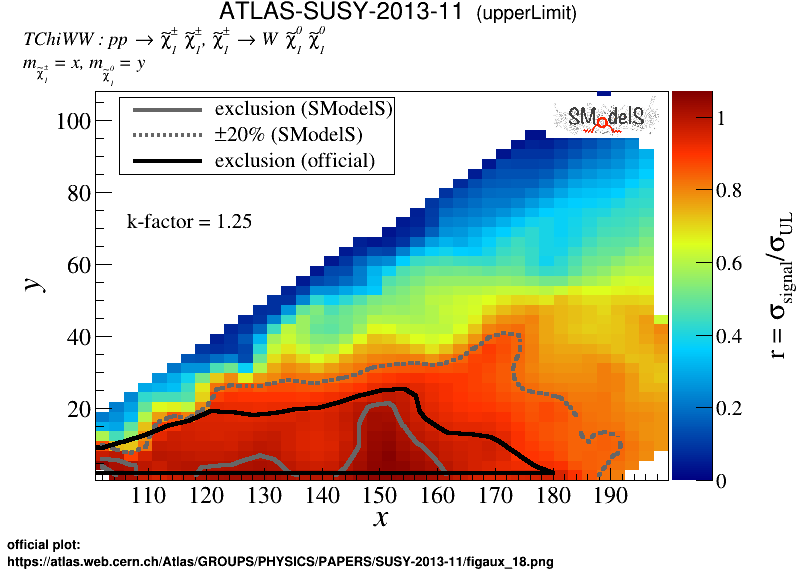 ATLAS-SUSY-2013-11 (upperLimit)
TChiWW : pp → χ̃₁± χ̃₁±, χ̃₁± → W χ̃₁⁰ χ̃₁⁰
m_χ̃₁± = x, m_χ̃₁⁰ = y
exclusion (SModelS)
±20% (SModelS)
exclusion (official)
SModelS
k-factor = 1.25
y
100
80
60
40
20
110 120 130 140 150 160 170 180 190
x
1
0.8
0.6
0.4
0.2
0
r = σ_signal/σ_UL
official plot:
https://atlas.web.cern.ch/Atlas/GROUPS/PHYSICS/PAPERS/SUSY-2013-11/figaux_18.png